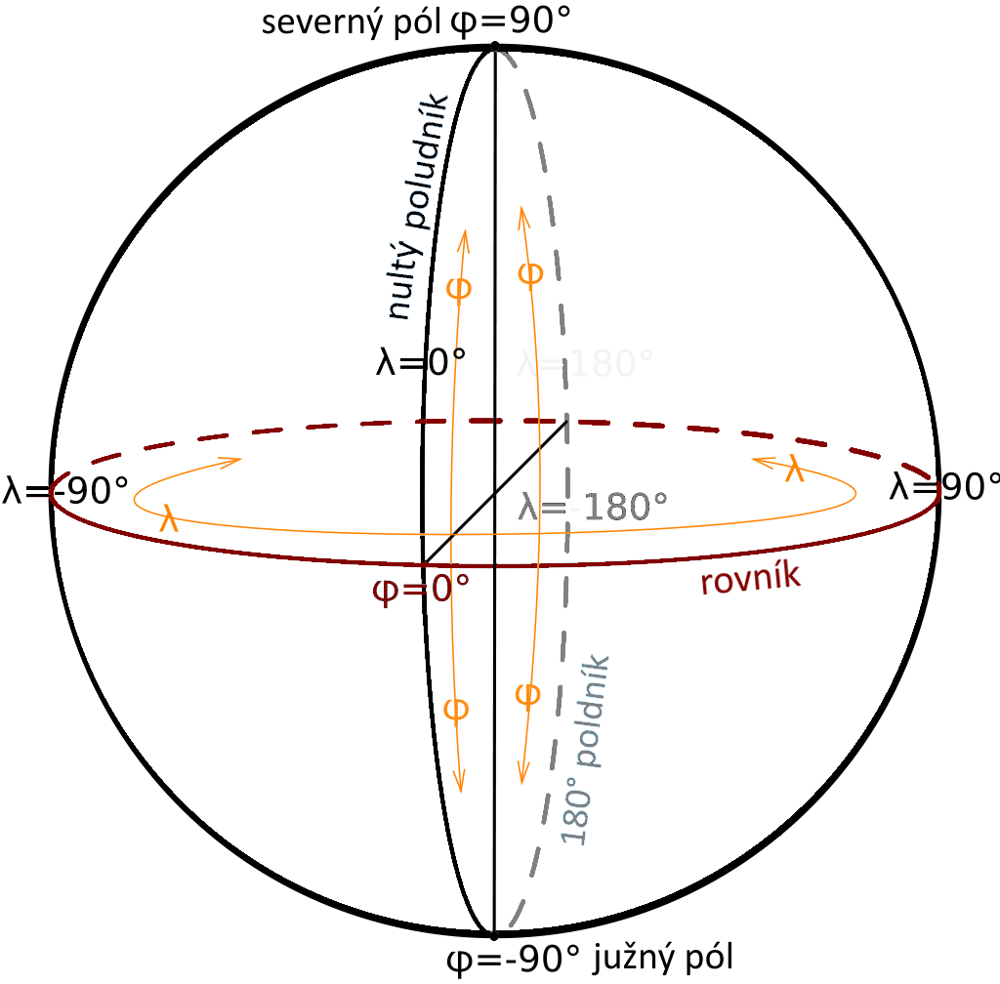 severný pól φ=90°
nultý poludník
φ
φ
λ=0°
λ=180°
λ=-90°
λ
λ
λ=90°
λ=-180°
φ=0°
rovník
φ
φ
180° poldník
φ=-90° južný pól